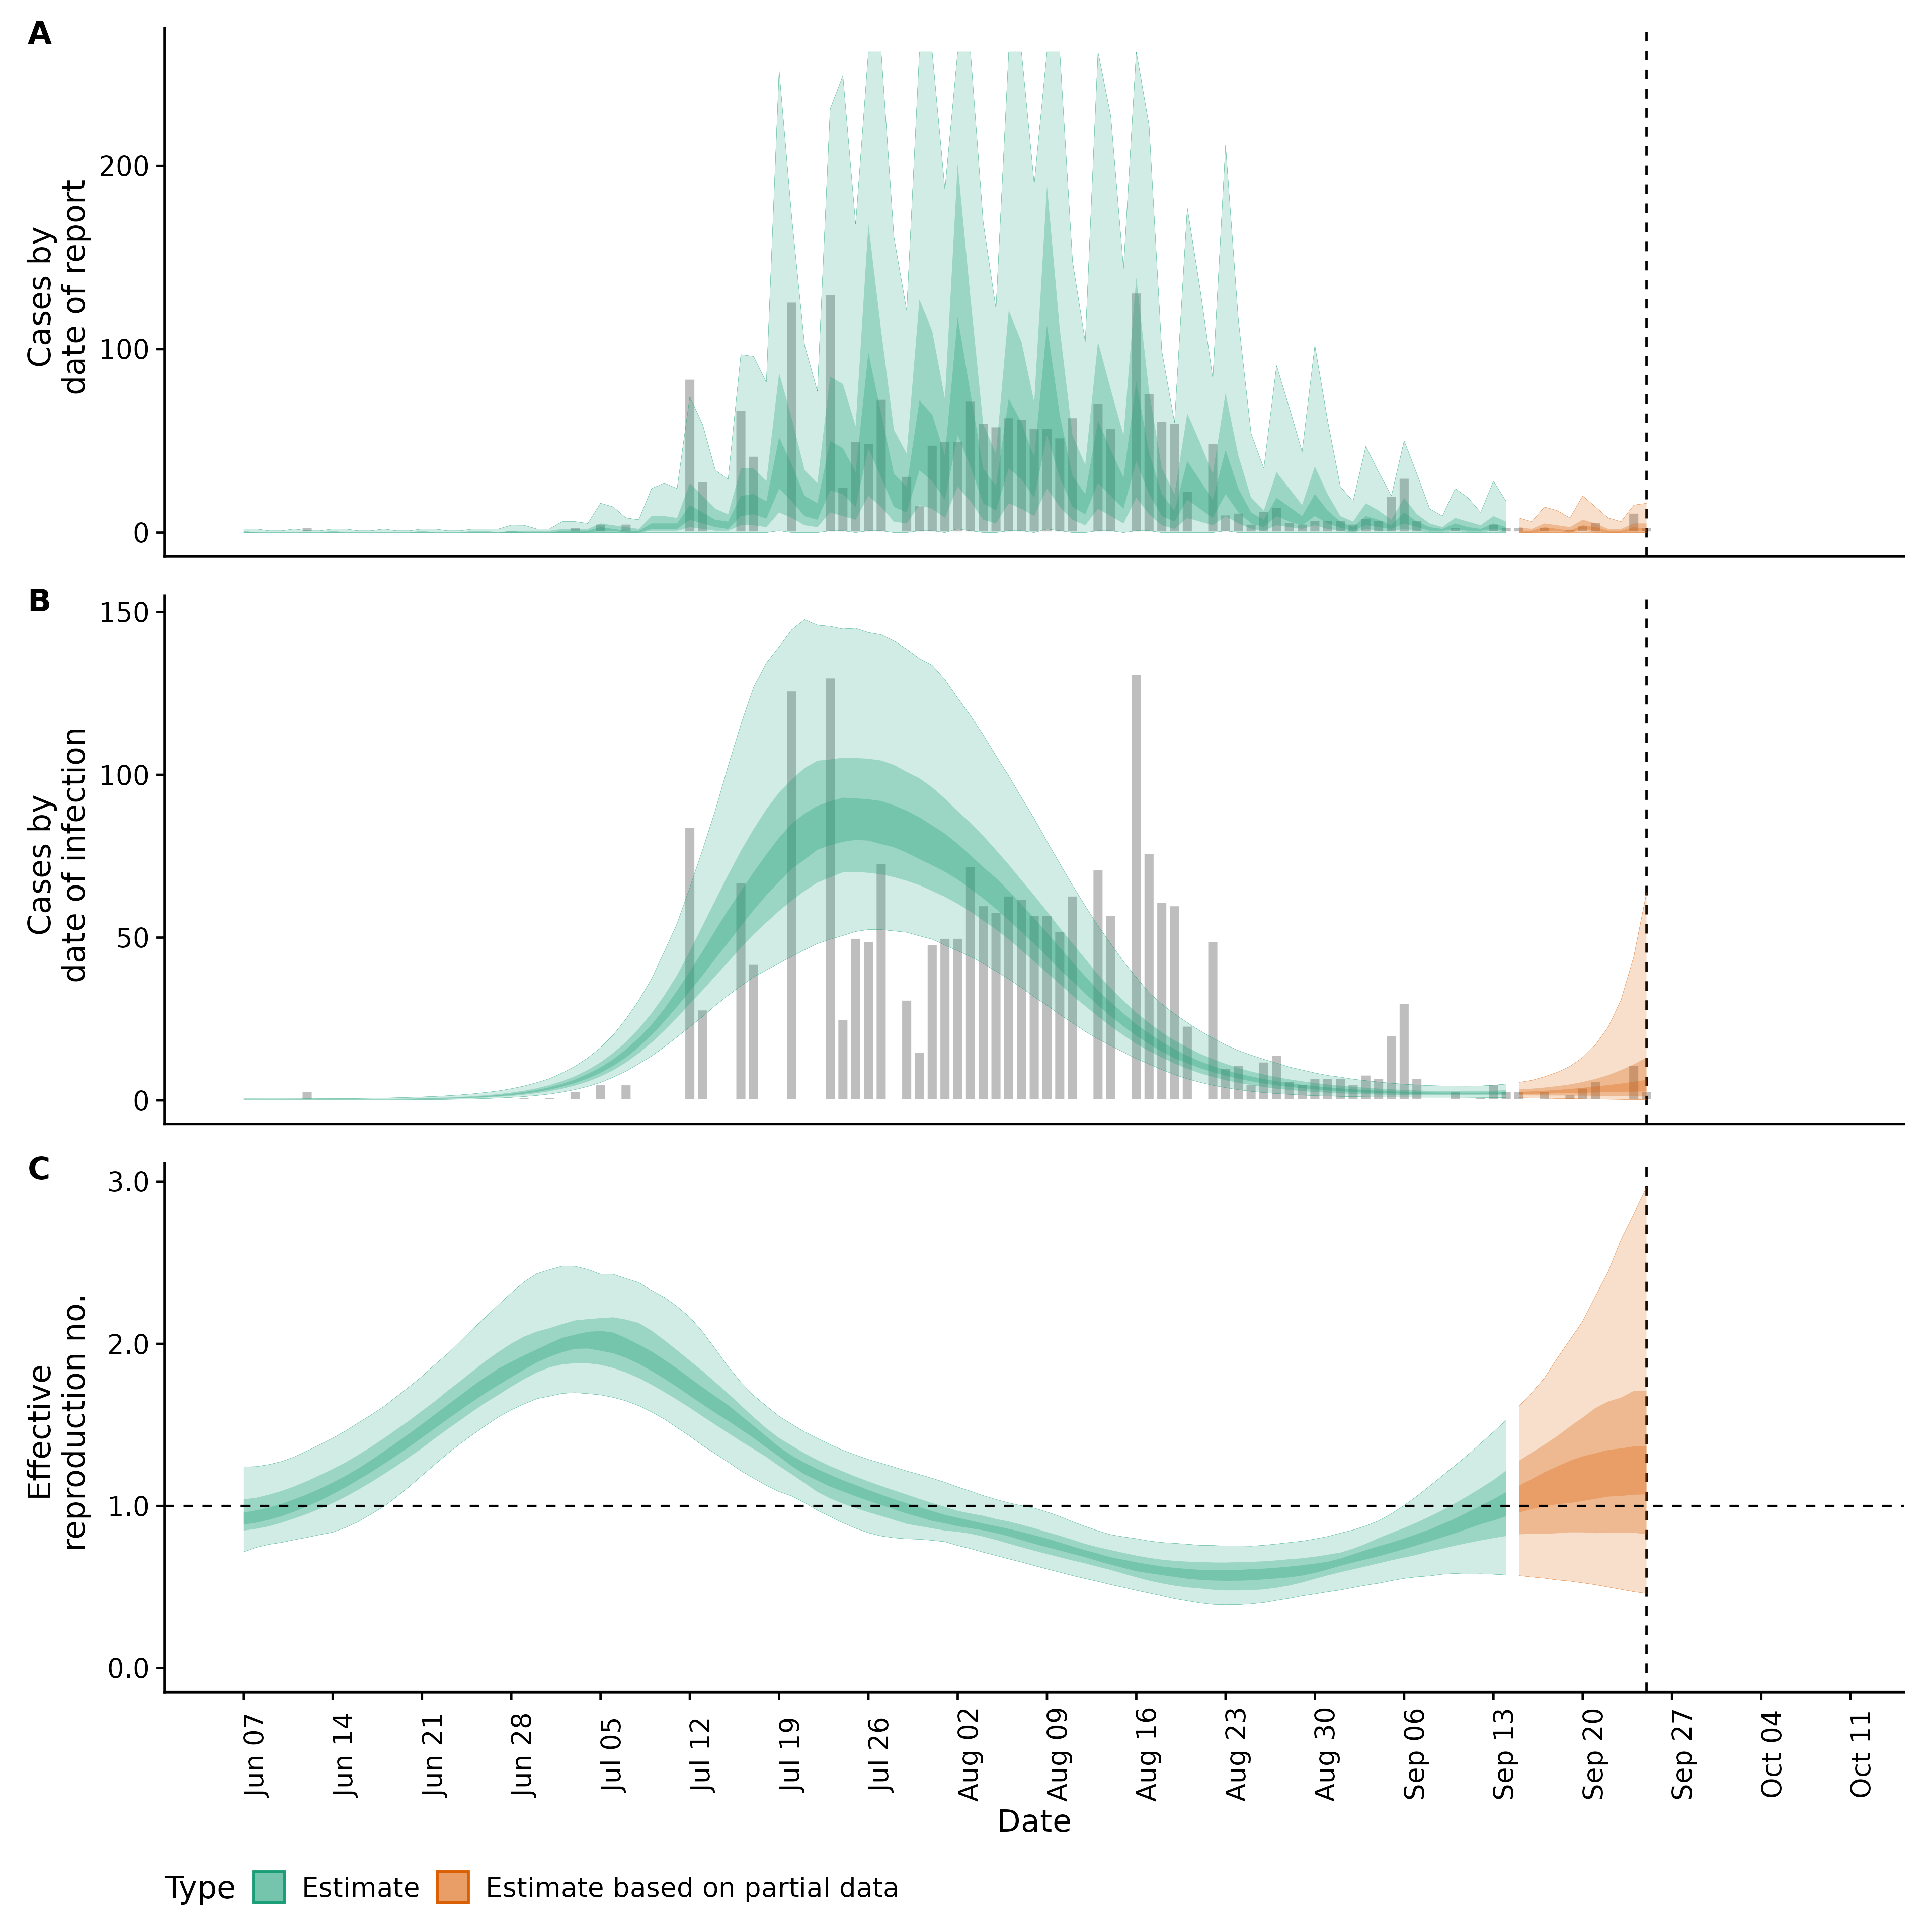 A
Cases by
date of report
200
100
0
B
Cases by
date of infection
150
100
50
0
C
Effective
reproduction no.
3.0
2.0
1.0
0.0
Jun 07
Jun 14
Jun 21
Jun 28
Jul 05
Jul 12
Jul 19
Jul 26
Aug 02
Aug 09
Aug 16
Aug 23
Aug 30
Sep 06
Sep 13
Sep 20
Sep 27
Oct 04
Oct 11
Date
Type Estimate Estimate based on partial data